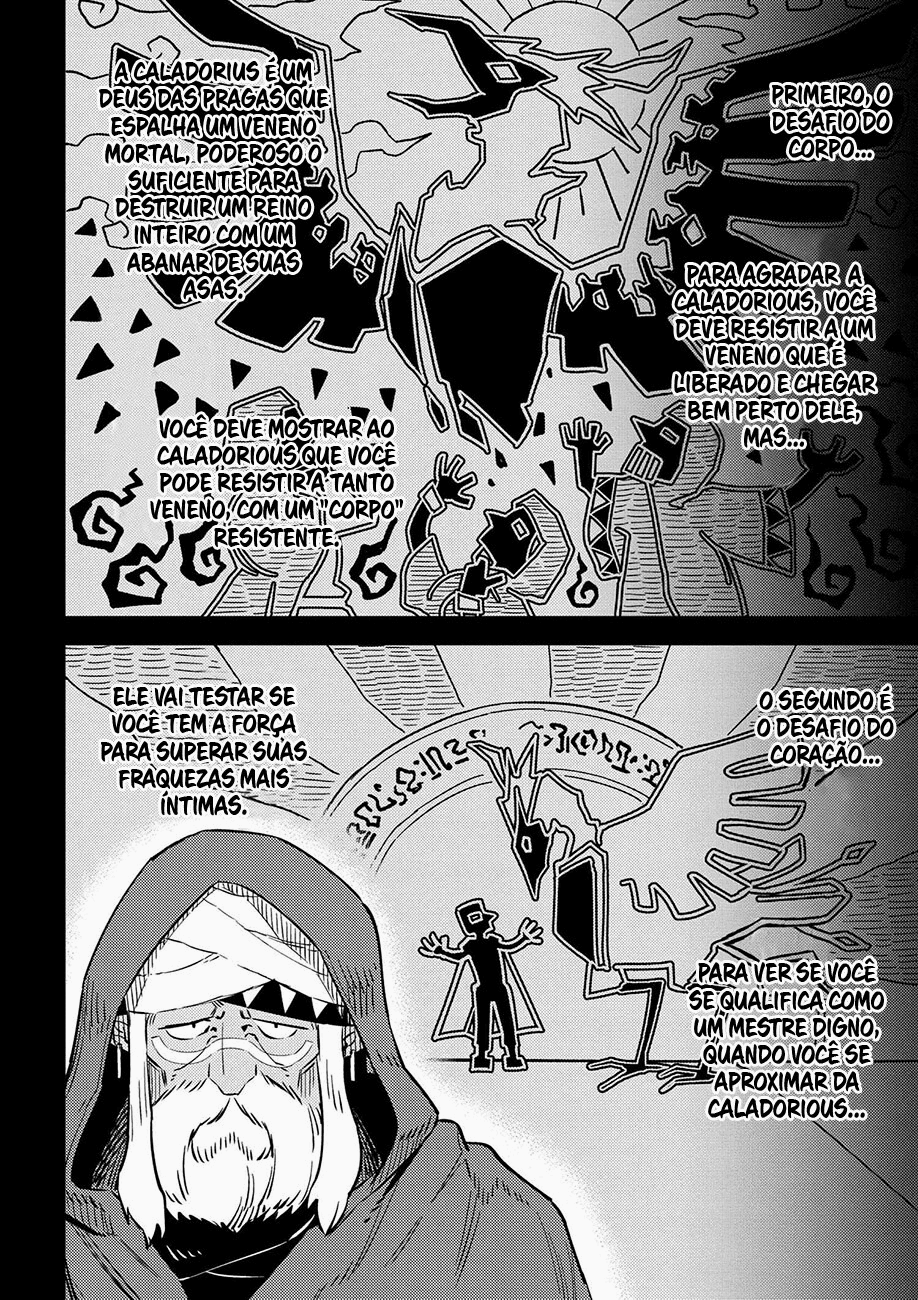 PRIMEIRO, O
DESAFIO DO
CORPO...
A CALADORIUS É UM
DEUS DAS PRAGAS QUE
ESPALHA UM VENENO
MORTAL, PODEROSO O
SUFICIENTE PARA
DESTRUIR UM REINO
INTEIRO COM UM
ABANAR DE SUAS
ASAS.
PARA AGRADAR A
CALADORIOUS, VOCÊ
DEVE RESISTIR A UM
VENENO QUE É
LIBERADO E CHEGAR
BEM PERTO DELE,
MAS...
VOCÊ DEVE MOSTRAR AO
CALADORIOUS QUE VOCÊ
PODE RESISTIR A TANTO
VENENO, COM UM "CORPO"
RESISTENTE.
O SEGUNDO É
O DESAFIO DO
CORAÇÃO...
ELE VAI TESTAR SE
VOCÊ TEM A FORÇA
PARA SUPERAR SUAS
FRAQUEZAS MAIS
ÍNTIMAS.
PARA VER SE VOCÊ
SE QUALIFICA COMO
UM MESTRE DIGNO,
QUANDO VOCÊ SE
APROXIMAR DA
CALADORIOUS...